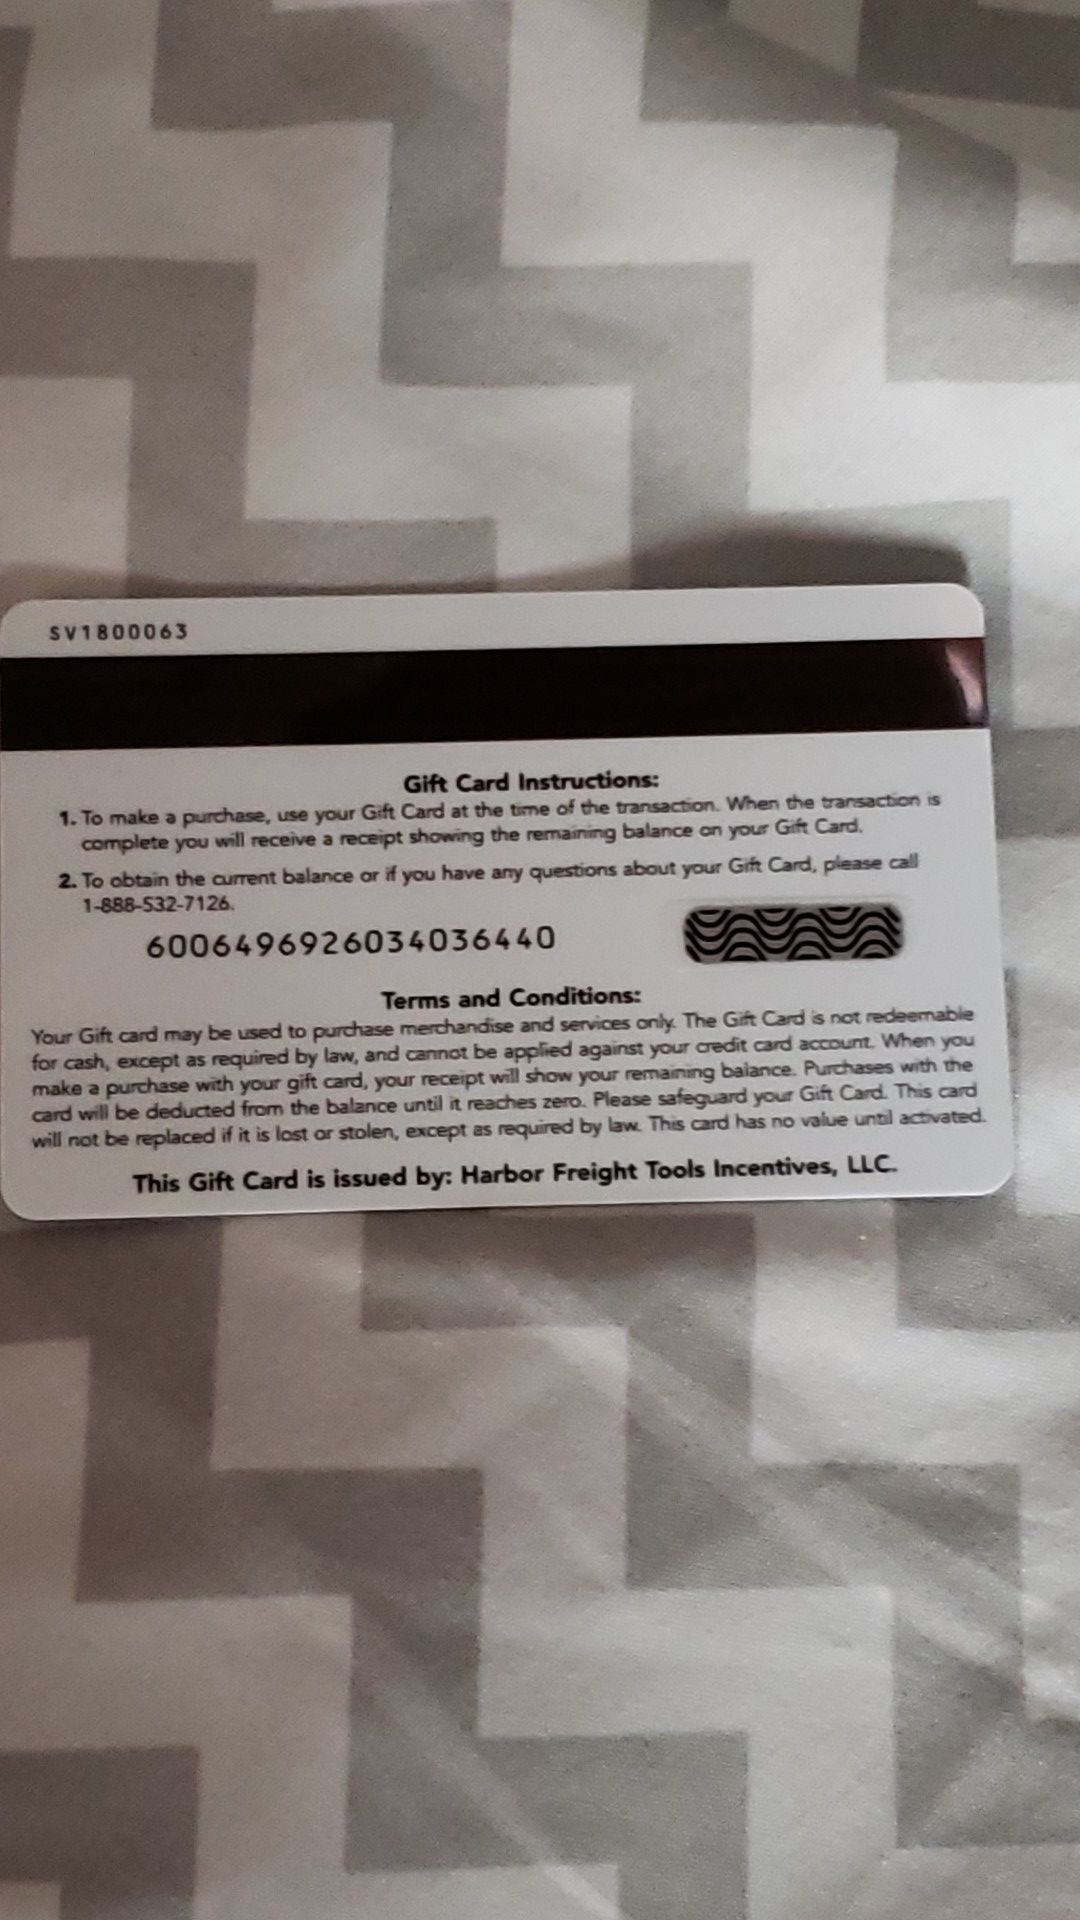 SV1800063
Gift Card Instructions:
1. To make a purchase, use your Gift Card at the time of the transaction. When the transaction is
complete you will receive a receipt showing the remaining balance on your Gift Card.
2. To obtain the current balance or if you have any questions about your Gift Card, please call
1-888-532-7126.
6006496926034036440
Terms and Conditions:
Your Gift card may be used to purchase merchandise and services only. The Gift Card is not redeemable
for cash, except as required by law, and cannot be applied against your credit card account. When you
make a purchase with your gift card, your receipt will show your remaining balance. Purchases with the
card will be deducted from the balance until it reaches zero. Please safeguard your Gift Card. This card
will not be replaced if it is lost or stolen, except as required by law. This card has no value until activated.
This Gift Card is issued by: Harbor Freight Tools Incentives, LLC.